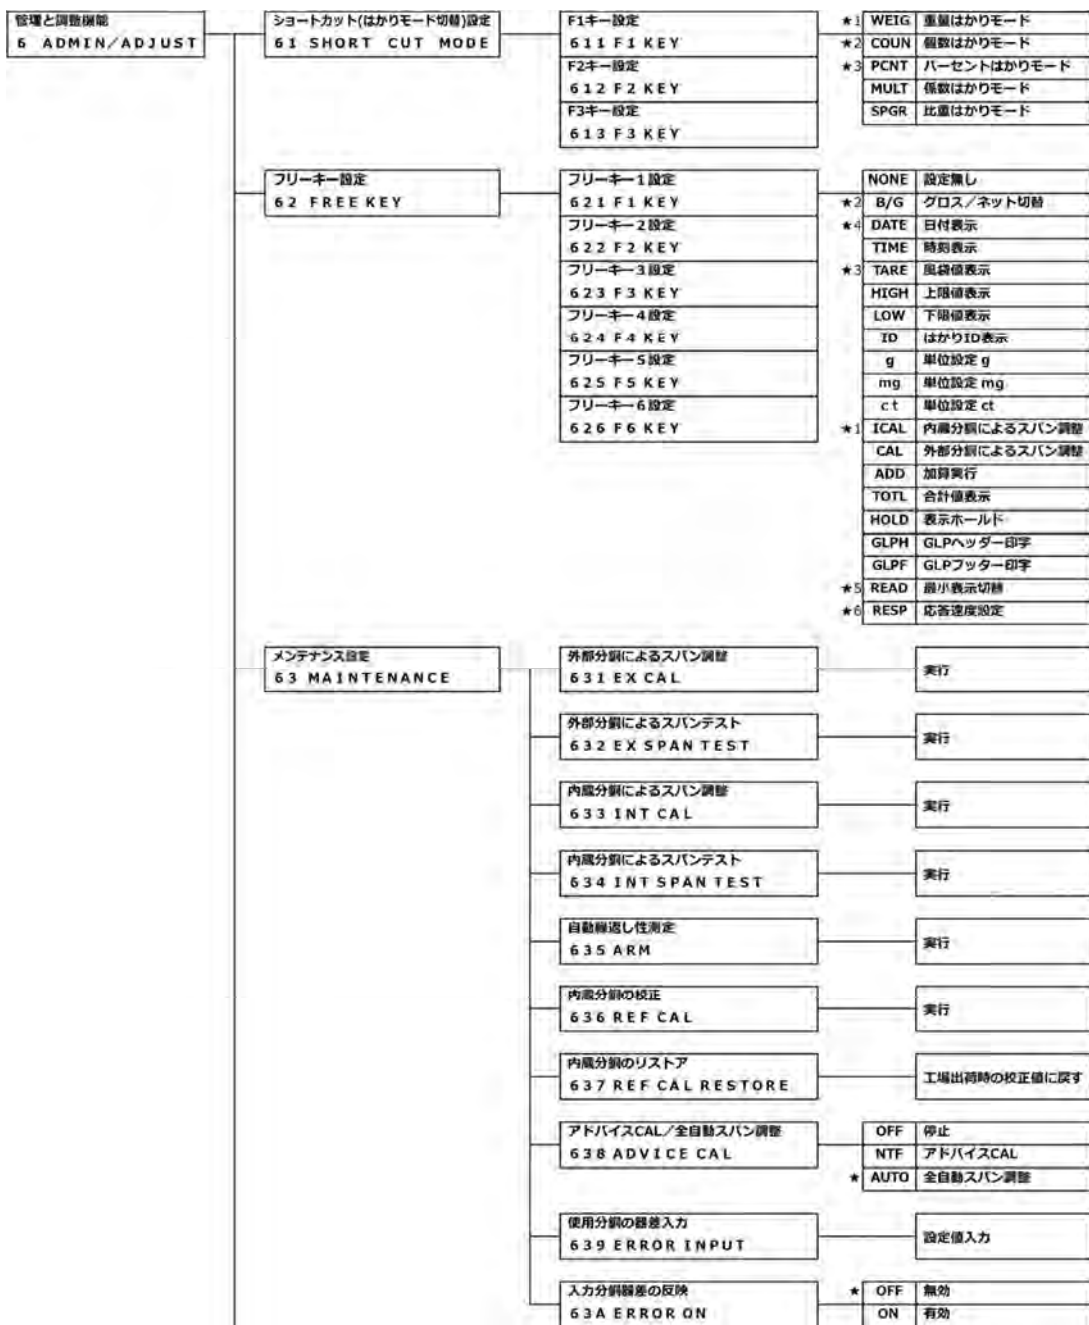 管理と調整機能
6 ADMIN/ADJUST
ショートカット(はかりモード切替)設定
61 SHORT CUT MODE
F1キー設定
611 F1 KEY
F2キー設定
612 F2 KEY
F3キー設定
613 F3 KEY
★1 WEIG 重量はかりモード
★2 COUN 個数はかりモード
★3 PCNT パーセントはかりモード
MULT 係数はかりモード
SPGR 比重はかりモード
フリーキー設定
62 FREE KEY
フリーキー1設定
621 F1 KEY
フリーキー2設定
622 F2 KEY
フリーキー3設定
623 F3 KEY
フリーキー4設定
624 F4 KEY
フリーキー5設定
625 F5 KEY
フリーキー6設定
626 F6 KEY
NONE 設定無し
★2 B/G グロス/ネット切替
★4 DATE 日付表示
TIME 時刻表示
★3 TARE 風袋値表示
HIGH 上限値表示
LOW 下限値表示
ID はかりID表示
g 単位設定 g
mg 単位設定 mg
ct 単位設定 ct
★1 ICAL 内蔵分銅によるスパン調整
CAL 外部分銅によるスパン調整
ADD 加算実行
TOTL 合計値表示
HOLD 表示ホールド
GLPH GLPヘッダー印字
GLPF GLPフッター印字
★5 READ 最小表示切替
★6 RESP 応答速度設定
メンテナンス設定
63 MAINTENANCE
外部分銅によるスパン調整
631 EX CAL
実行
外部分銅によるスパンテスト
632 EX SPAN TEST
実行
内蔵分銅によるスパン調整
633 INT CAL
実行
内蔵分銅によるスパンテスト
634 INT SPAN TEST
実行
自動繰返し性測定
635 ARM
実行
内蔵分銅の校正
636 REF CAL
実行
内蔵分銅のリストア
637 REF CAL RESTORE
工場出荷時の校正値に戻す
アドバイスCAL/全自動スパン調整
638 ADVICE CAL
OFF 停止
NTF アドバイスCAL
★ AUTO 全自動スパン調整
使用分銅の器差入力
639 ERROR INPUT
設定値入力
入力分銅器差の反映
63A ERROR ON
★ OFF 無効
ON 有効